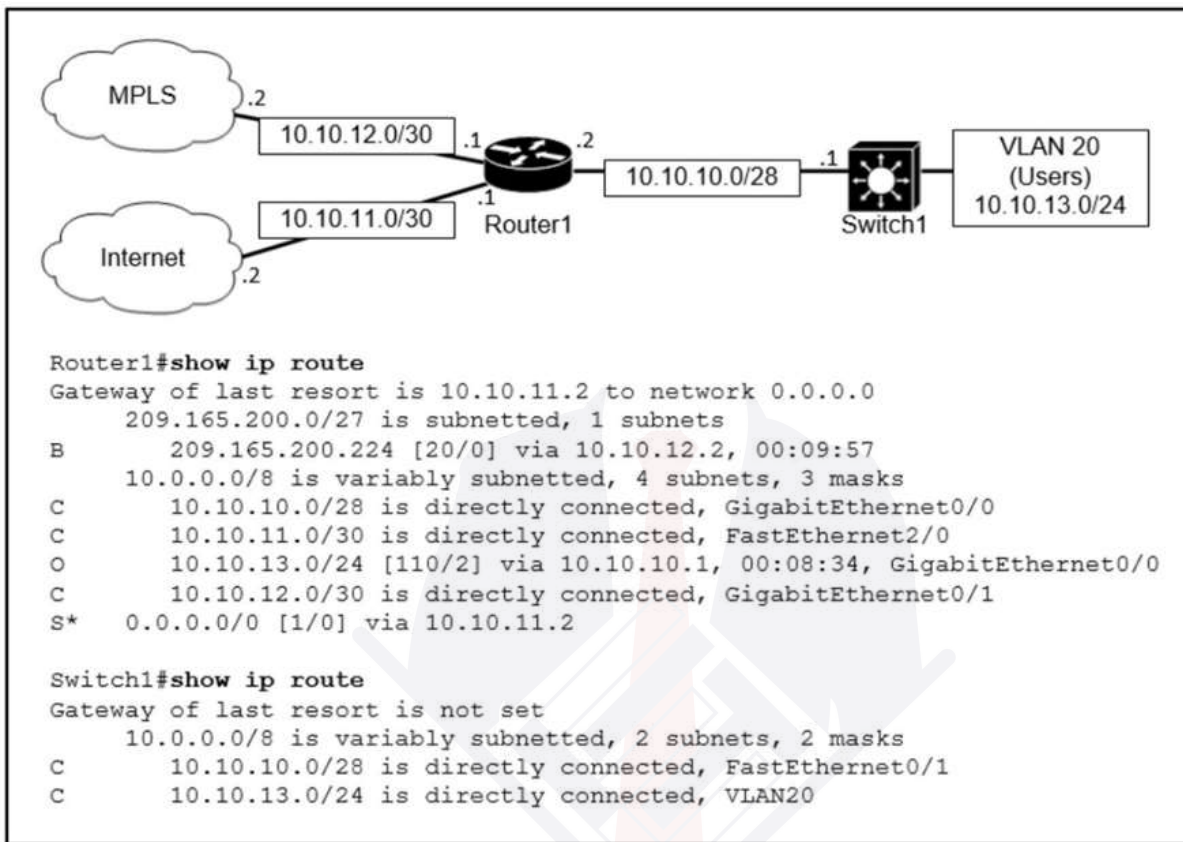 MPLS
.2
10.10.12.0/30
.1
.2
10.10.10.0/28
.1
VLAN 20
(Users)
10.10.13.0/24
10.10.11.0/30
.1
Router1
Switch1
Internet
.2
Router1#show ip route
Gateway of last resort is 10.10.11.2 to network 0.0.0.0
209.165.200.0/27 is subnetted, 1 subnets
B 209.165.200.224 [20/0] via 10.10.12.2, 00:09:57
10.0.0.0/8 is variably subnetted, 4 subnets, 3 masks
C 10.10.10.0/28 is directly connected, GigabitEthernet0/0
C 10.10.11.0/30 is directly connected, FastEthernet2/0
O 10.10.13.0/24 [110/2] via 10.10.10.1, 00:08:34, GigabitEthernet0/0
C 10.10.12.0/30 is directly connected, GigabitEthernet0/1
S* 0.0.0.0/0 [1/0] via 10.10.11.2
Switch1#show ip route
Gateway of last resort is not set
10.0.0.0/8 is variably subnetted, 2 subnets, 2 masks
C 10.10.10.0/28 is directly connected, FastEthernet0/1
C 10.10.13.0/24 is directly connected, VLAN20